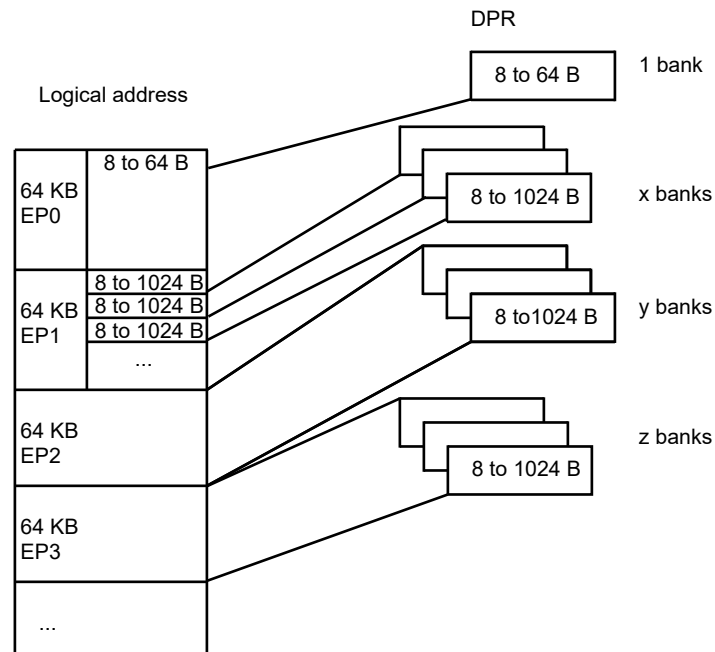 DPR
8 to 64 B
1 bank
Logical address
8 to 64 B
64 KB
EP0
8 to 1024 B
x banks
64 KB
EP1
8 to 1024 B
8 to 1024 B
8 to 1024 B
...
8 to1024 B
y banks
64 KB
EP2
8 to 1024 B
z banks
64 KB
EP3
...